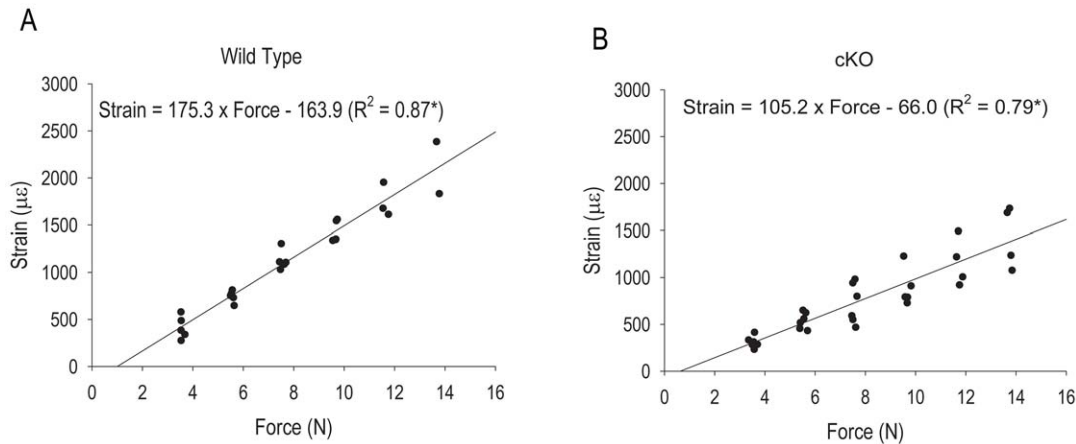 A
Wild Type
Strain = 175.3 x Force - 163.9 (R² = 0.87*)
3000
2500
2000
1500
1000
500
0
Strain (με)
0 2 4 6 8 10 12 14 16
Force (N)
B
cKO
Strain = 105.2 x Force - 66.0 (R² = 0.79*)
3000
2500
2000
1500
1000
500
0
Strain (με)
0 2 4 6 8 10 12 14 16
Force (N)